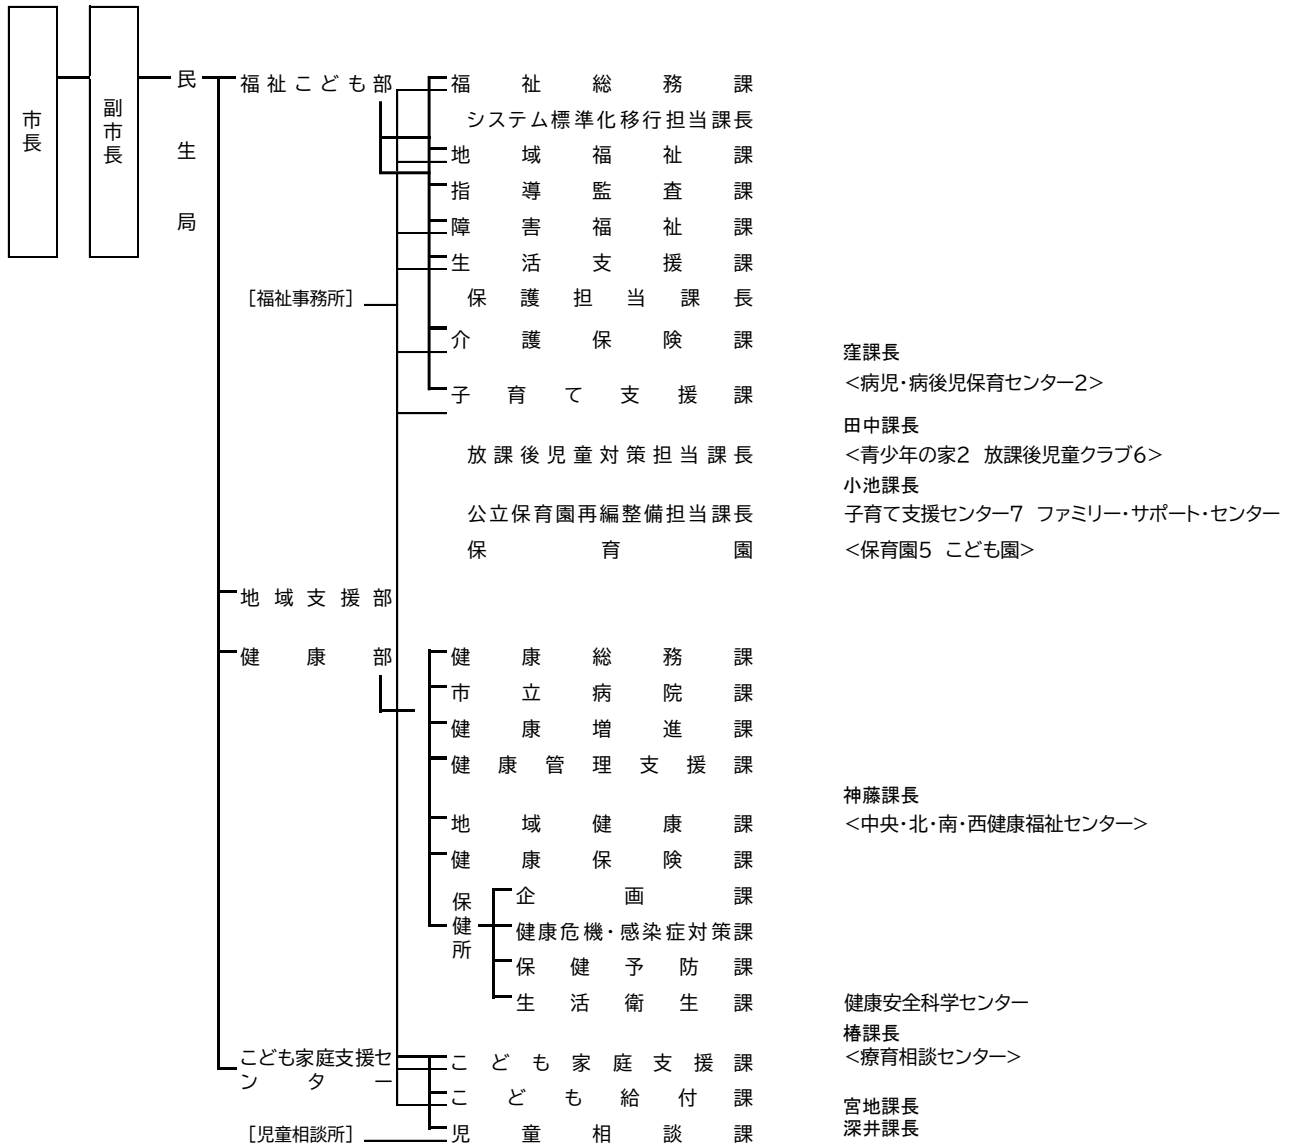 市長
副市長
民生局
福祉こども部
福祉総務課
システム標準化移行担当課長
地域福祉課
指導監査課
障害福祉課
生活支援課
［福祉事務所］
保護担当課長
介護保険課
窪課長
＜病児・病後児保育センター2＞
子育て支援課
田中課長
放課後児童対策担当課長
＜青少年の家2　放課後児童クラブ6＞
小池課長
公立保育園再編整備担当課長
子育て支援センター7　ファミリー・サポート・センター
保育園
＜保育園5　こども園＞
地域支援部
健康部
健康総務課
市立病院課
健康増進課
健康管理支援課
神藤課長
地域健康課
＜中央・北・南・西健康福祉センター＞
健康保険課
保健所
企画課
健康危機・感染症対策課
保健予防課
生活衛生課
健康安全科学センター
椿課長
こども家庭支援セ
ンター
こども家庭支援課
＜療育相談センター＞
こども給付課
宮地課長
深井課長
［児童相談所］
児童相談課